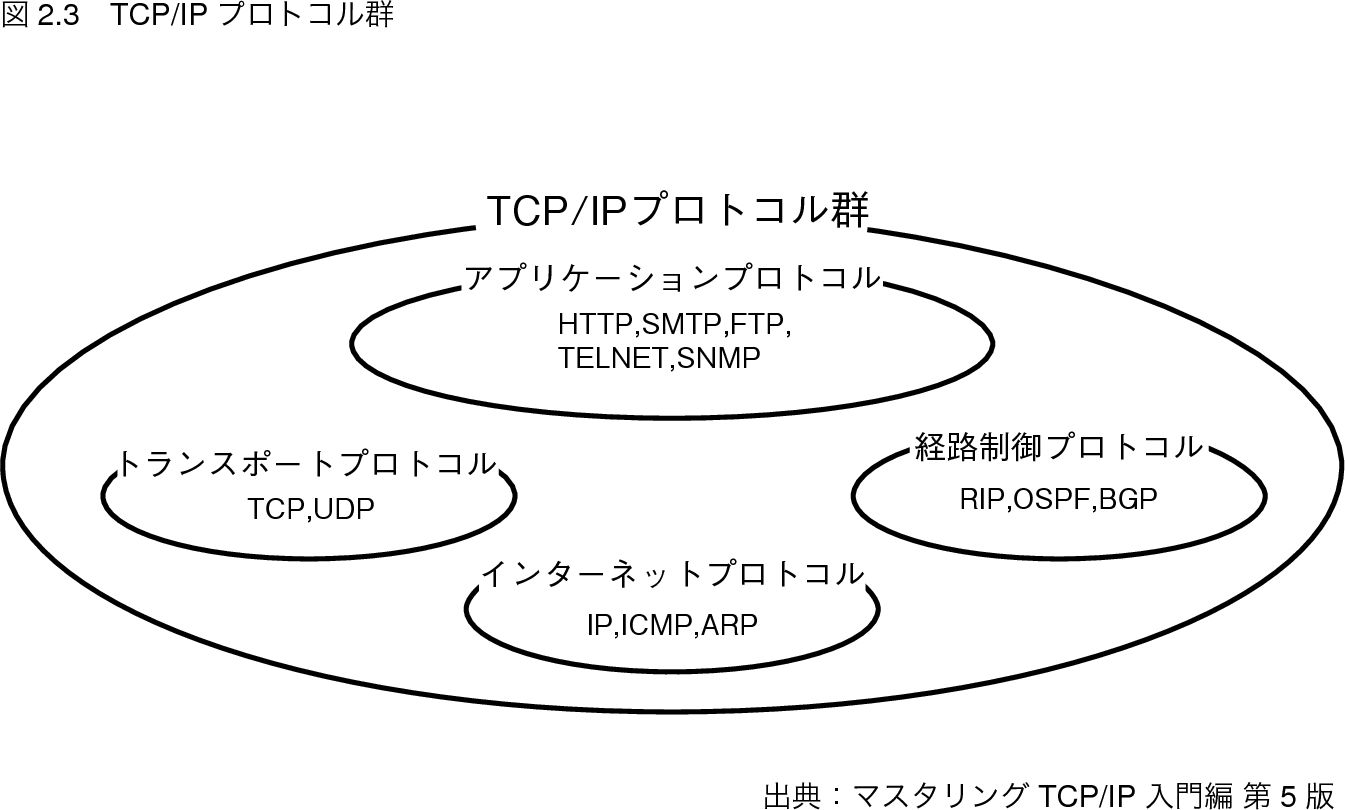 図 2.3　TCP/IP プロトコル群
TCP/IPプロトコル群
アプリケーションプロトコル
HTTP,SMTP,FTP,
TELNET,SNMP
トランスポートプロトコル
TCP,UDP
経路制御プロトコル
RIP,OSPF,BGP
インターネットプロトコル
IP,ICMP,ARP
出典：マスタリング TCP/IP 入門編 第 5 版